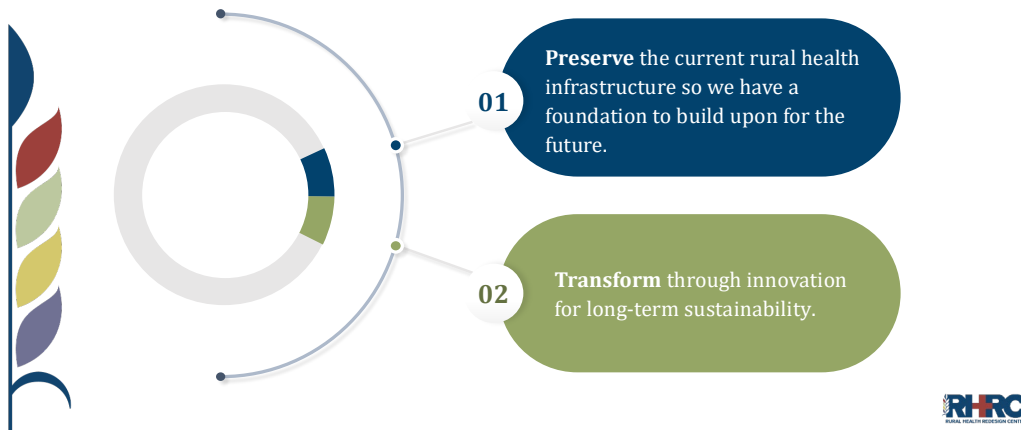 01
Preserve the current rural health
infrastructure so we have a
foundation to build upon for the
future.
02
Transform through innovation
for long-term sustainability.
RHRC
RURAL HEALTH REDESIGN CENTER